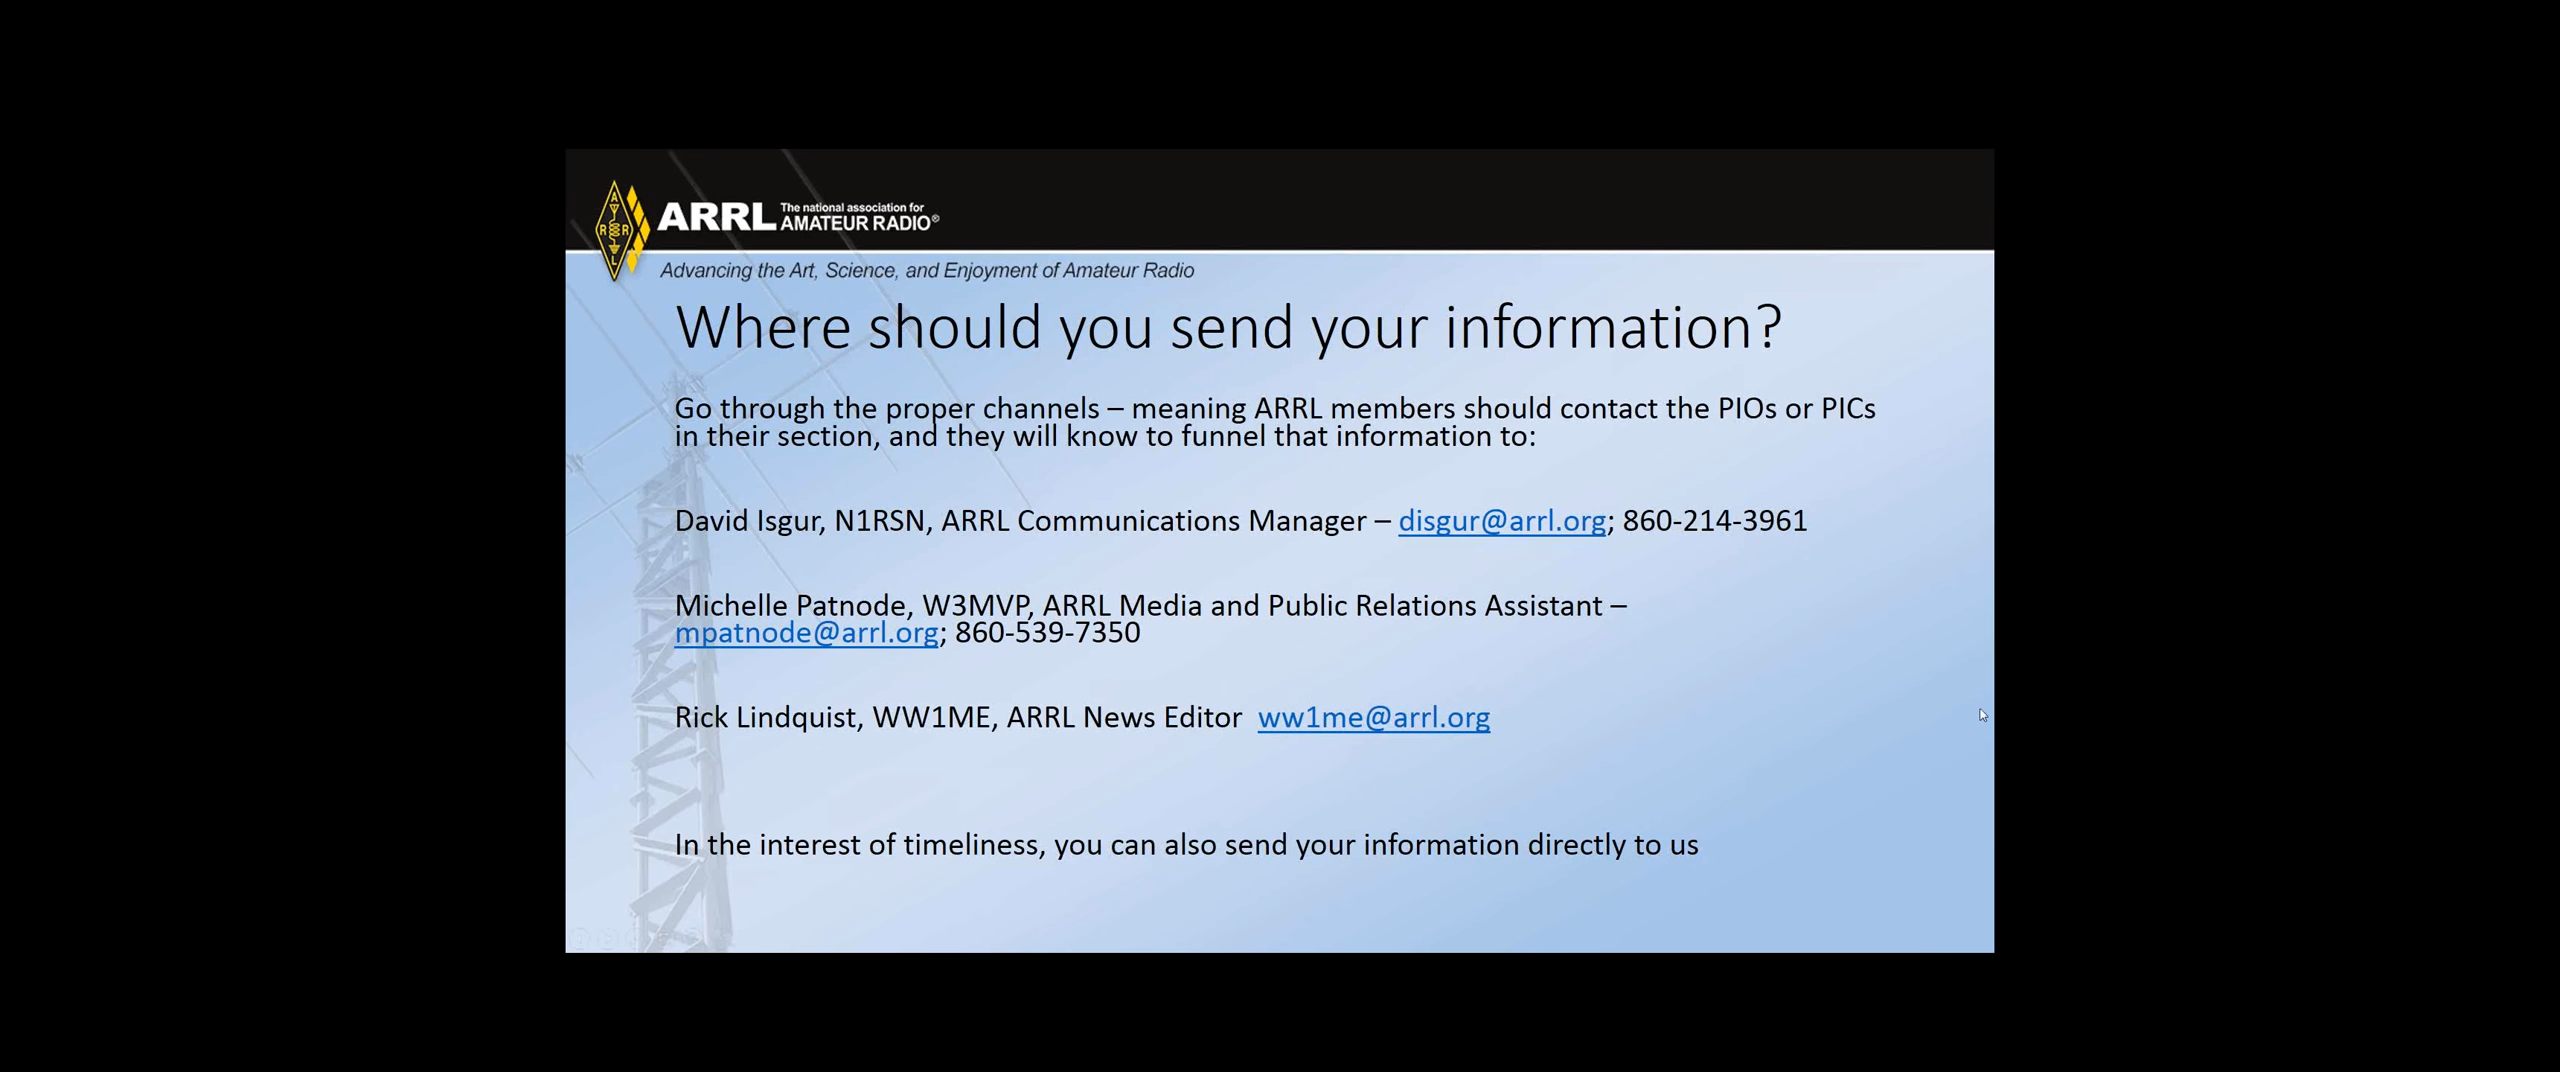 ARRL The national association for AMATEUR RADIO®
Advancing the Art, Science, and Enjoyment of Amateur Radio
Where should you send your information?
Go through the proper channels – meaning ARRL members should contact the PIOs or PICs
in their section, and they will know to funnel that information to:
David Isgur, N1RSN, ARRL Communications Manager – disgur@arrl.org; 860-214-3961
Michelle Patnode, W3MVP, ARRL Media and Public Relations Assistant –
mpatnode@arrl.org; 860-539-7350
Rick Lindquist, WW1ME, ARRL News Editor  ww1me@arrl.org
In the interest of timeliness, you can also send your information directly to us